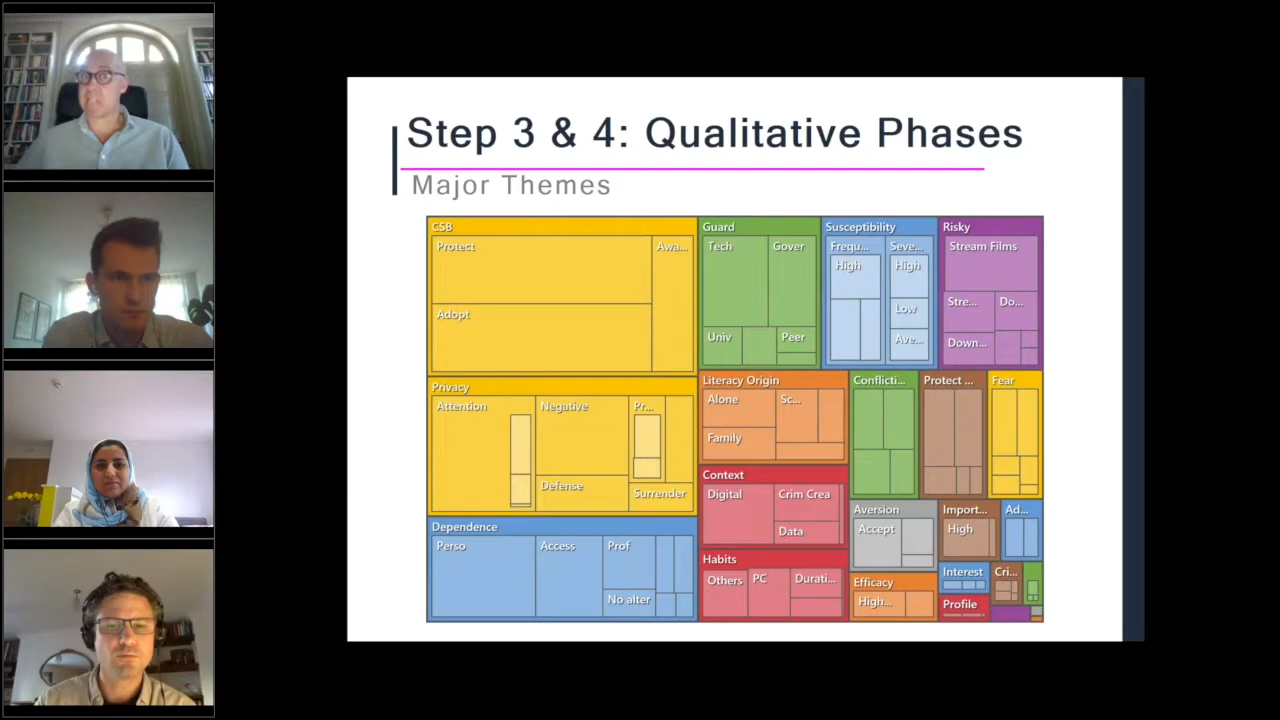 Step 3 & 4: Qualitative Phases
Major Themes
CSB
Protect
Awa...
Adopt
Privacy
Attention
Negative
Pr...
Defense
Surrender
Dependence
Perso
Access
Prof
No alter
Guard
Tech
Gover
Univ
Peer
Susceptibility
Frequ...
Seve...
High
High
Low
Ave...
Risky
Stream Films
Stre...
Do...
Down...
Literacy Origin
Alone
Sc...
Family
Context
Digital
Crim Crea
Data
Habits
Others
PC
Durati...
Conflicti...
Protect ...
Fear
Aversion
Accept
Efficacy
High...
Import...
High
Ad...
Interest
Cri...
Profile